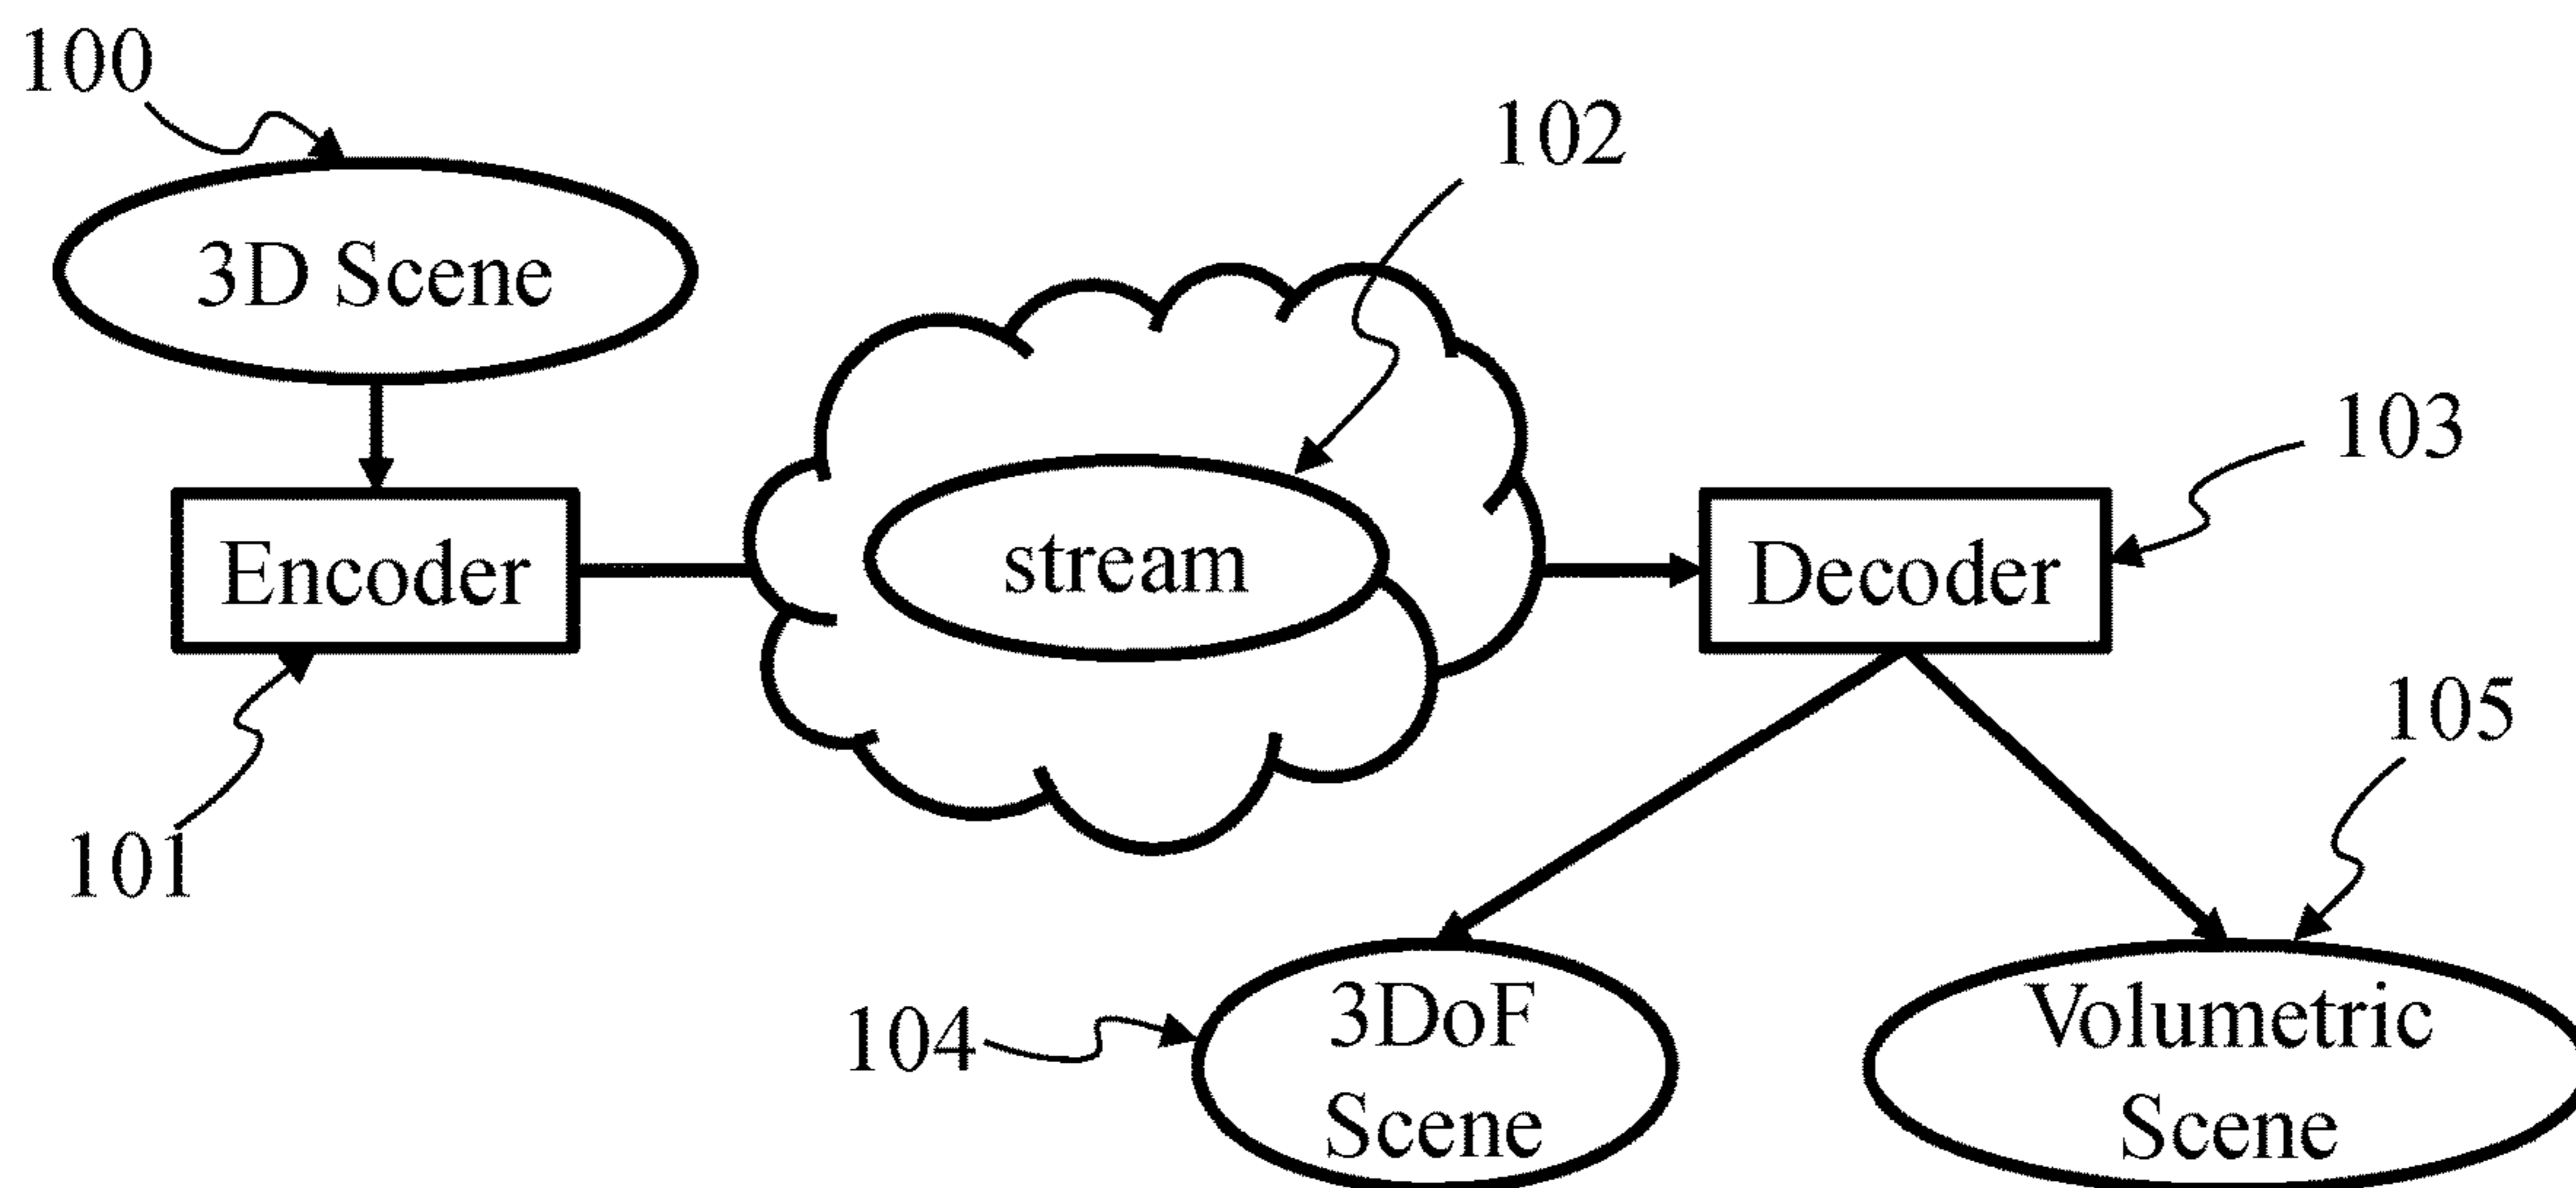 100
102
3D Scene
103
Encoder
stream
Decoder
105
101
104
3DoF
Scene
Volumetric
Scene